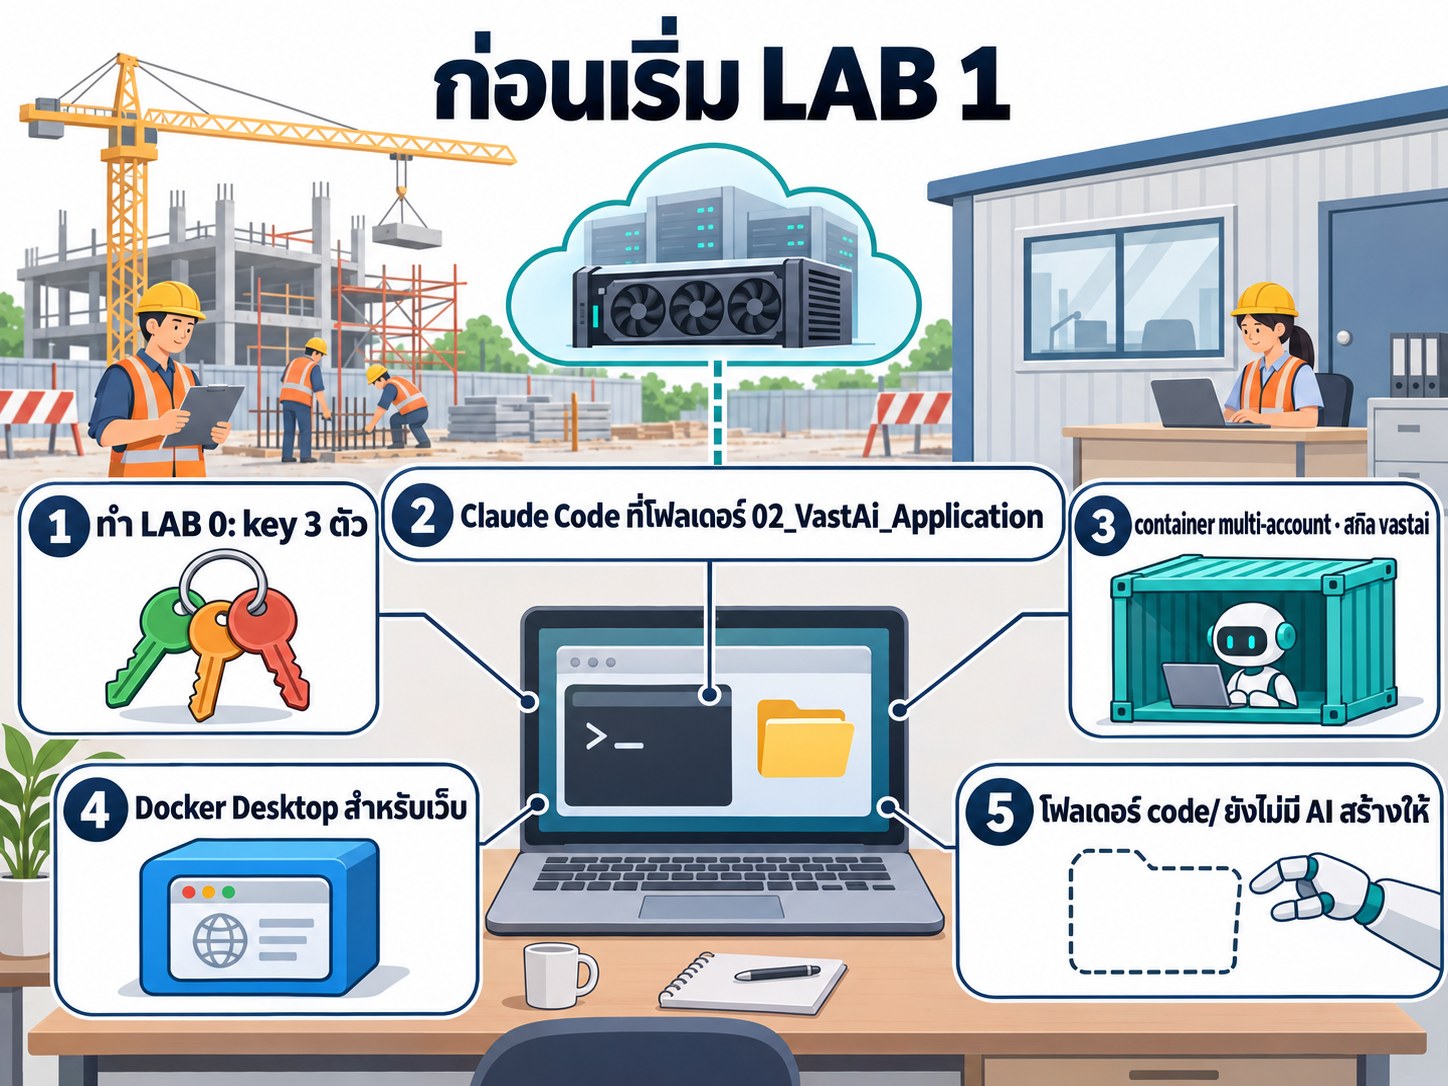 ก่อนเริ่ม LAB 1
1 ทำ LAB 0: key 3 ตัว
2 Claude Code ที่โฟลเดอร์ 02_VastAi_Application
3 container multi-account · สกิล vastai
4 Docker Desktop สำหรับเว็บ
5 โฟลเดอร์ code/ ยังไม่มี AI สร้างให้
>_